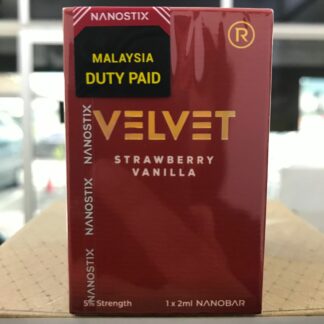 NANOSTIX
MALAYSIA
DUTY PAID
®
VELVET
STRAWBERRY
VANILLA
NANOSTIX
NANOSTIX
NANOSTIX
5% Strength
1 x 2ml NANOBAR